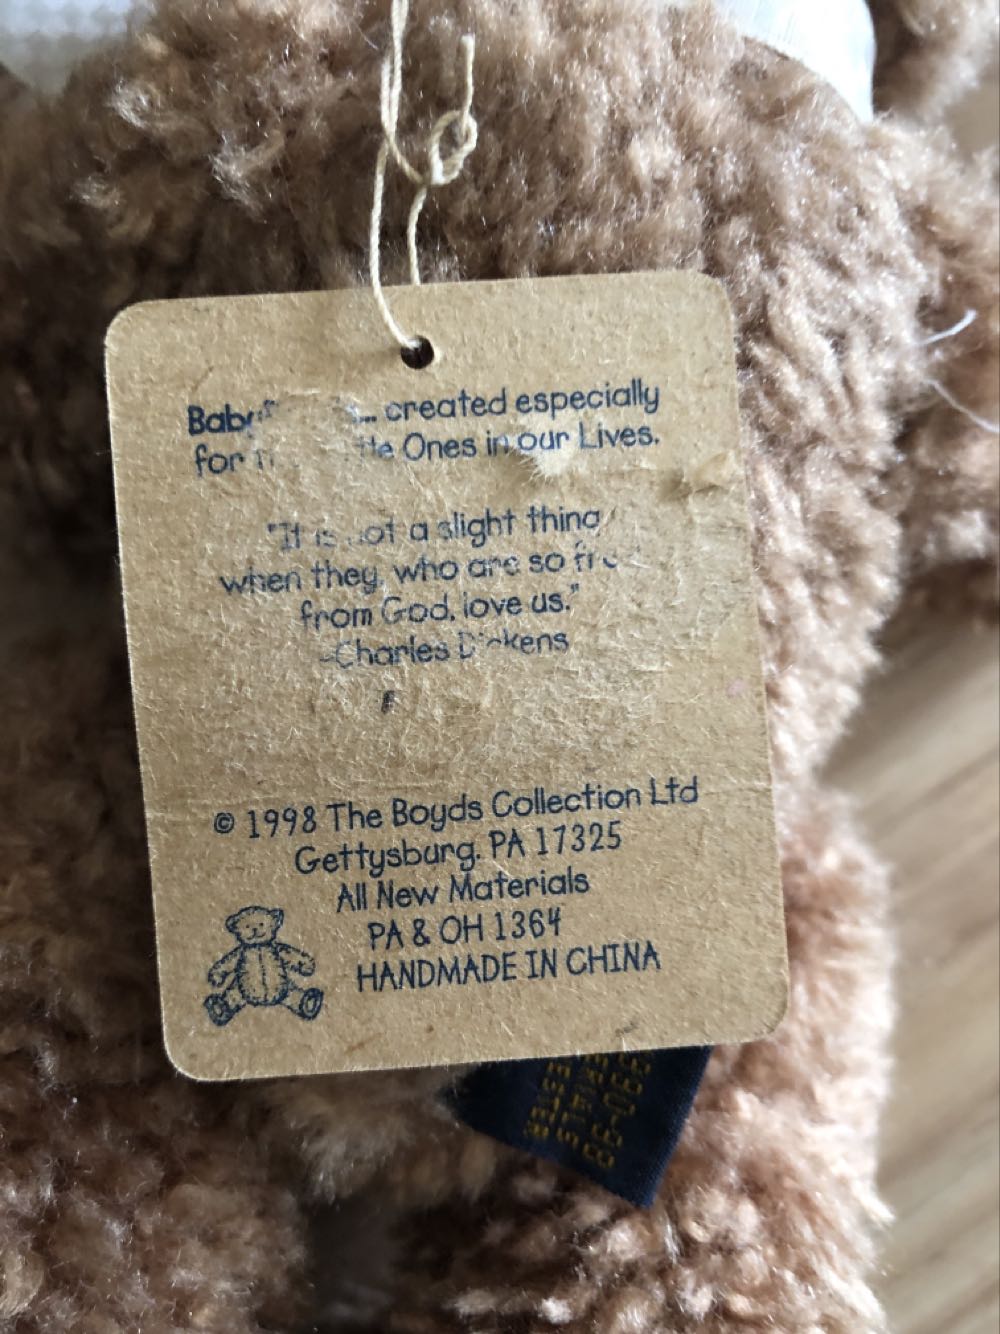 ... created especially
for Ones in our Lives.
"It is not a slight thing
when they, who are so
from God, love us."
-Charles Dickens
© 1998 The Boyds Collection Ltd
Gettysburg, PA 17325
All New Materials
PA & OH 1364
HANDMADE IN CHINA